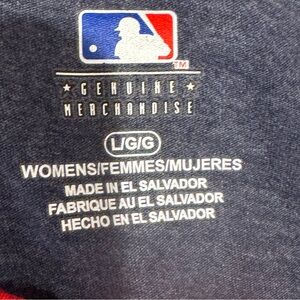 TM
★ GENUINE ★
MERCHANDISE
L/G/G
WOMENS/FEMMES/MUJERES
MADE IN EL SALVADOR
FABRIQUE AU EL SALVADOR
HECHO EN EL SALVADOR